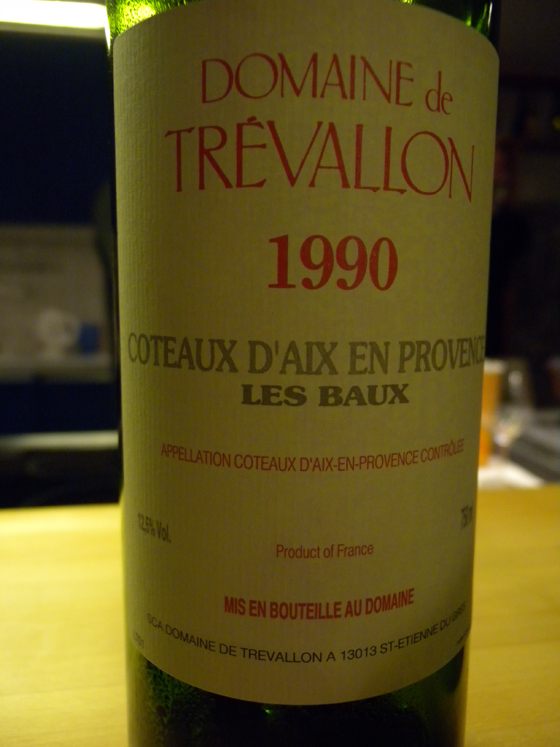 DOMAINE de
TRÉVALLON
1990
COTEAUX D'AIX EN PROVENCE
LES BAUX
APPELLATION COTEAUX D'AIX-EN-PROVENCE CONTRÔLÉE
12,5% Vol.
Product of France
MIS EN BOUTEILLE AU DOMAINE
SCA DOMAINE DE TREVALLON A 13013 ST-ETIENNE DU GRES